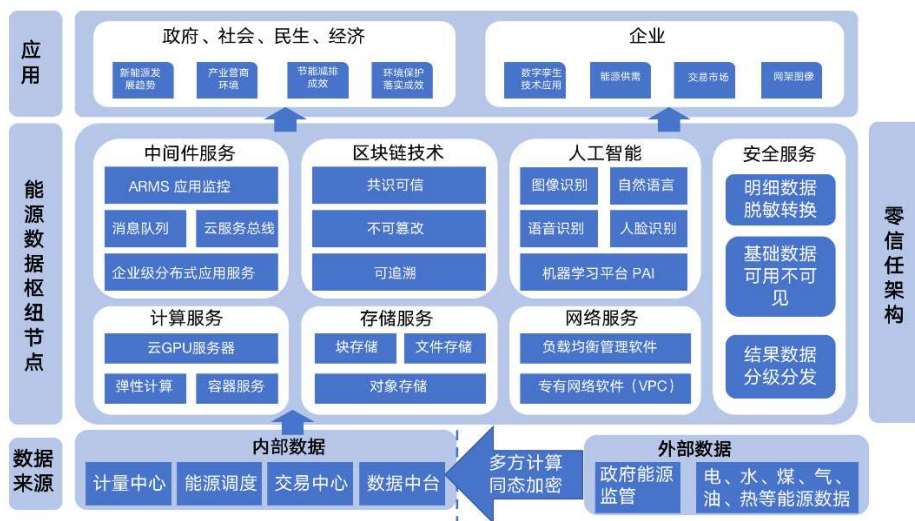 应用
政府、社会、民生、经济
新能源发
展趋势
产业营商
环境
节能减排
成效
环境保护
落实成效
企业
数字孪生
技术应用
能源供需
交易市场
网架图像
能源数据枢纽节点
中间件服务
ARMS 应用监控
消息队列
云服务总线
企业级分布式应用服务
区块链技术
共识可信
不可篡改
可追溯
人工智能
图像识别
自然语言
语音识别
人脸识别
机器学习平台 PAI
安全服务
明细数据
脱敏转换
基础数据
可用不可
见
结果数据
分级分发
计算服务
云GPU服务器
弹性计算
容器服务
存储服务
块存储
文件存储
对象存储
网络服务
负载均衡管理软件
专有网络软件（VPC）
零信任架构
数据
来源
内部数据
计量中心
能源调度
交易中心
数据中台
多方计算
同态加密
外部数据
政府能源
监管
电、水、煤、气、
油、热等能源数据